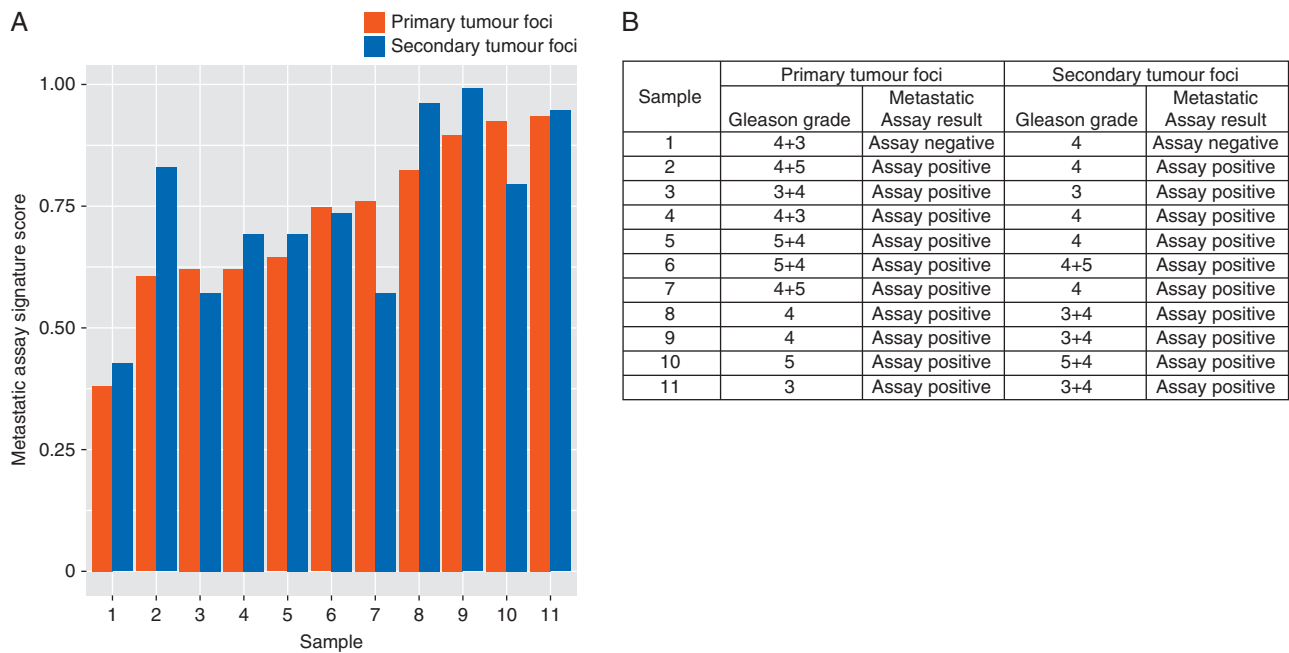 A
Primary tumour foci
Secondary tumour foci
Metastatic assay signature score
1.00
0.75
0.50
0.25
0
1 2 3 4 5 6 7 8 9 10 11
Sample
B
Sample Primary tumour foci Secondary tumour foci
Gleason grade Metastatic Assay result Gleason grade Metastatic Assay result
1 4+3 Assay negative 4 Assay negative
2 4+5 Assay positive 4 Assay positive
3 3+4 Assay positive 3 Assay positive
4 4+3 Assay positive 4 Assay positive
5 5+4 Assay positive 4 Assay positive
6 5+4 Assay positive 4+5 Assay positive
7 4+5 Assay positive 4 Assay positive
8 4 Assay positive 3+4 Assay positive
9 4 Assay positive 3+4 Assay positive
10 5 Assay positive 5+4 Assay positive
11 3 Assay positive 3+4 Assay positive